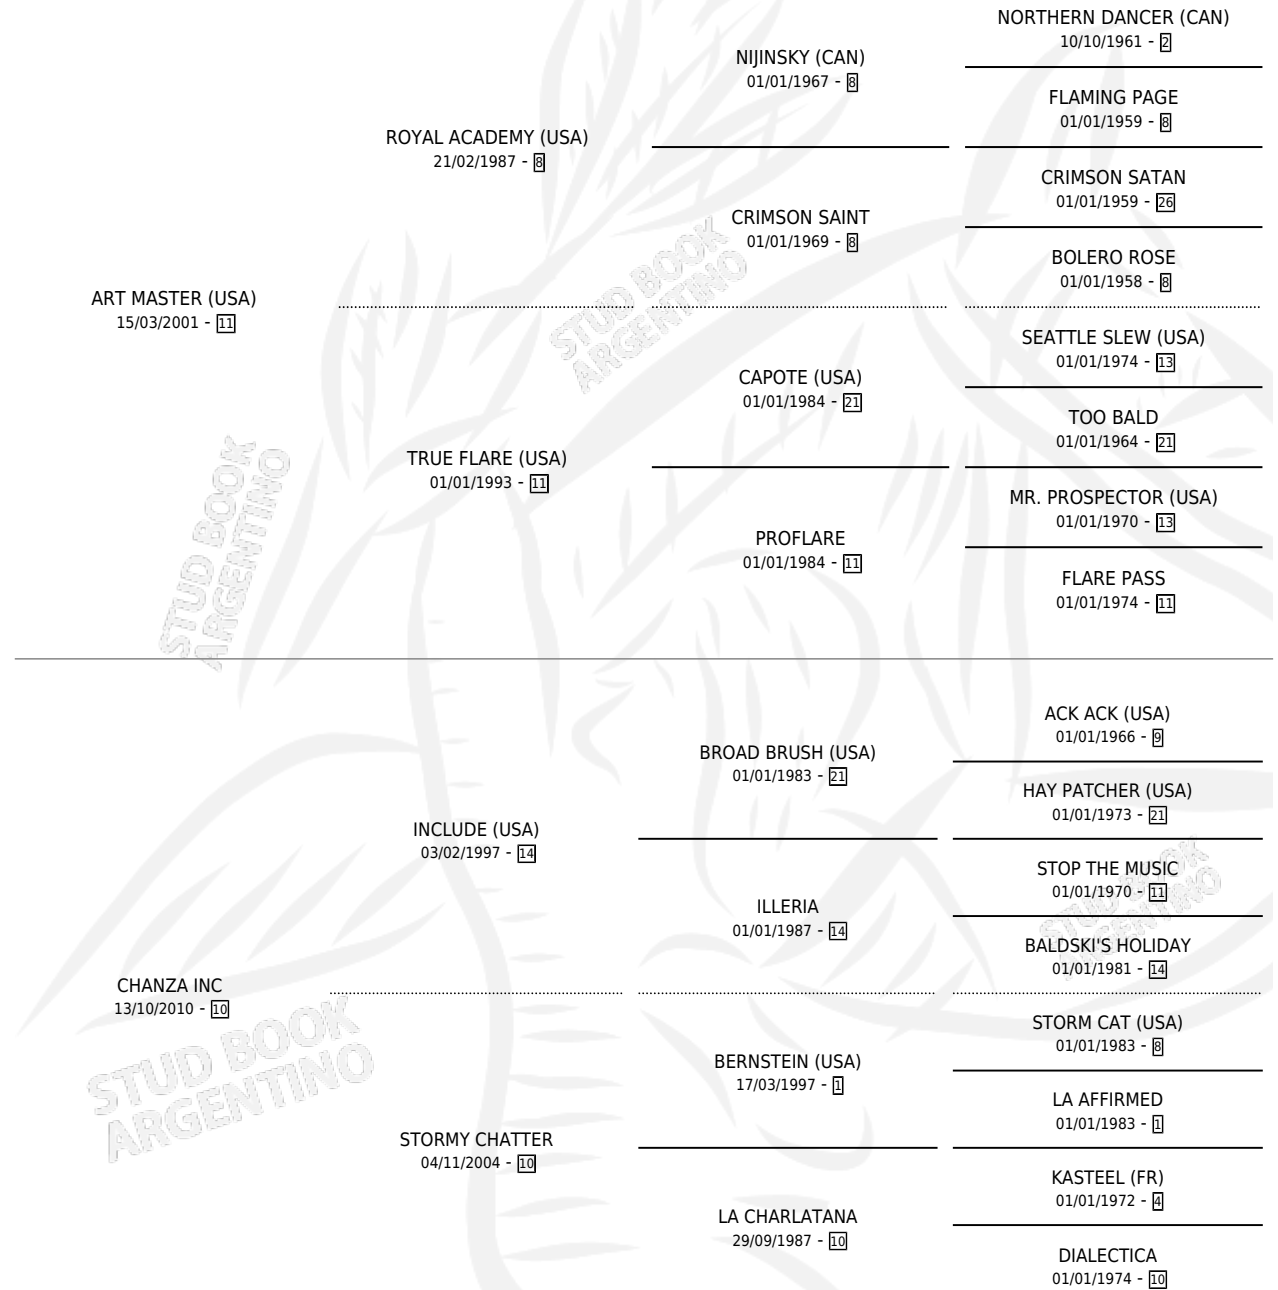 NORTHERN DANCER (CAN)
10/10/1961 - 2
NIJINSKY (CAN)
01/01/1967 - 8
FLAMING PAGE
01/01/1959 - 8
ROYAL ACADEMY (USA)
21/02/1987 - 8
CRIMSON SATAN
01/01/1959 - 26
CRIMSON SAINT
01/01/1969 - 8
BOLERO ROSE
01/01/1958 - 8
ART MASTER (USA)
15/03/2001 - 11
STUD BOOK
ARGENTINO
SEATTLE SLEW (USA)
01/01/1974 - 13
CAPOTE (USA)
01/01/1984 - 21
TOO BALD
01/01/1964 - 21
TRUE FLARE (USA)
01/01/1993 - 11
MR. PROSPECTOR (USA)
01/01/1970 - 13
PROFLARE
01/01/1984 - 11
FLARE PASS
01/01/1974 - 11
STUD BOOK
ARGENTINO
ACK ACK (USA)
01/01/1966 - 9
BROAD BRUSH (USA)
01/01/1983 - 21
HAY PATCHER (USA)
01/01/1973 - 21
INCLUDE (USA)
03/02/1997 - 14
STOP THE MUSIC
01/01/1970 - 11
ILLERIA
01/01/1987 - 14
BALDSKI'S HOLIDAY
01/01/1981 - 14
STUD BOOK
ARGENTINO
CHANZA INC
13/10/2010 - 10
STORM CAT (USA)
01/01/1983 - 8
BERNSTEIN (USA)
17/03/1997 - 1
LA AFFIRMED
01/01/1983 - 1
STUD BOOK
ARGENTINO
STORMY CHATTER
04/11/2004 - 10
KASTEEL (FR)
01/01/1972 - 4
LA CHARLATANA
29/09/1987 - 10
DIALECTICA
01/01/1974 - 10